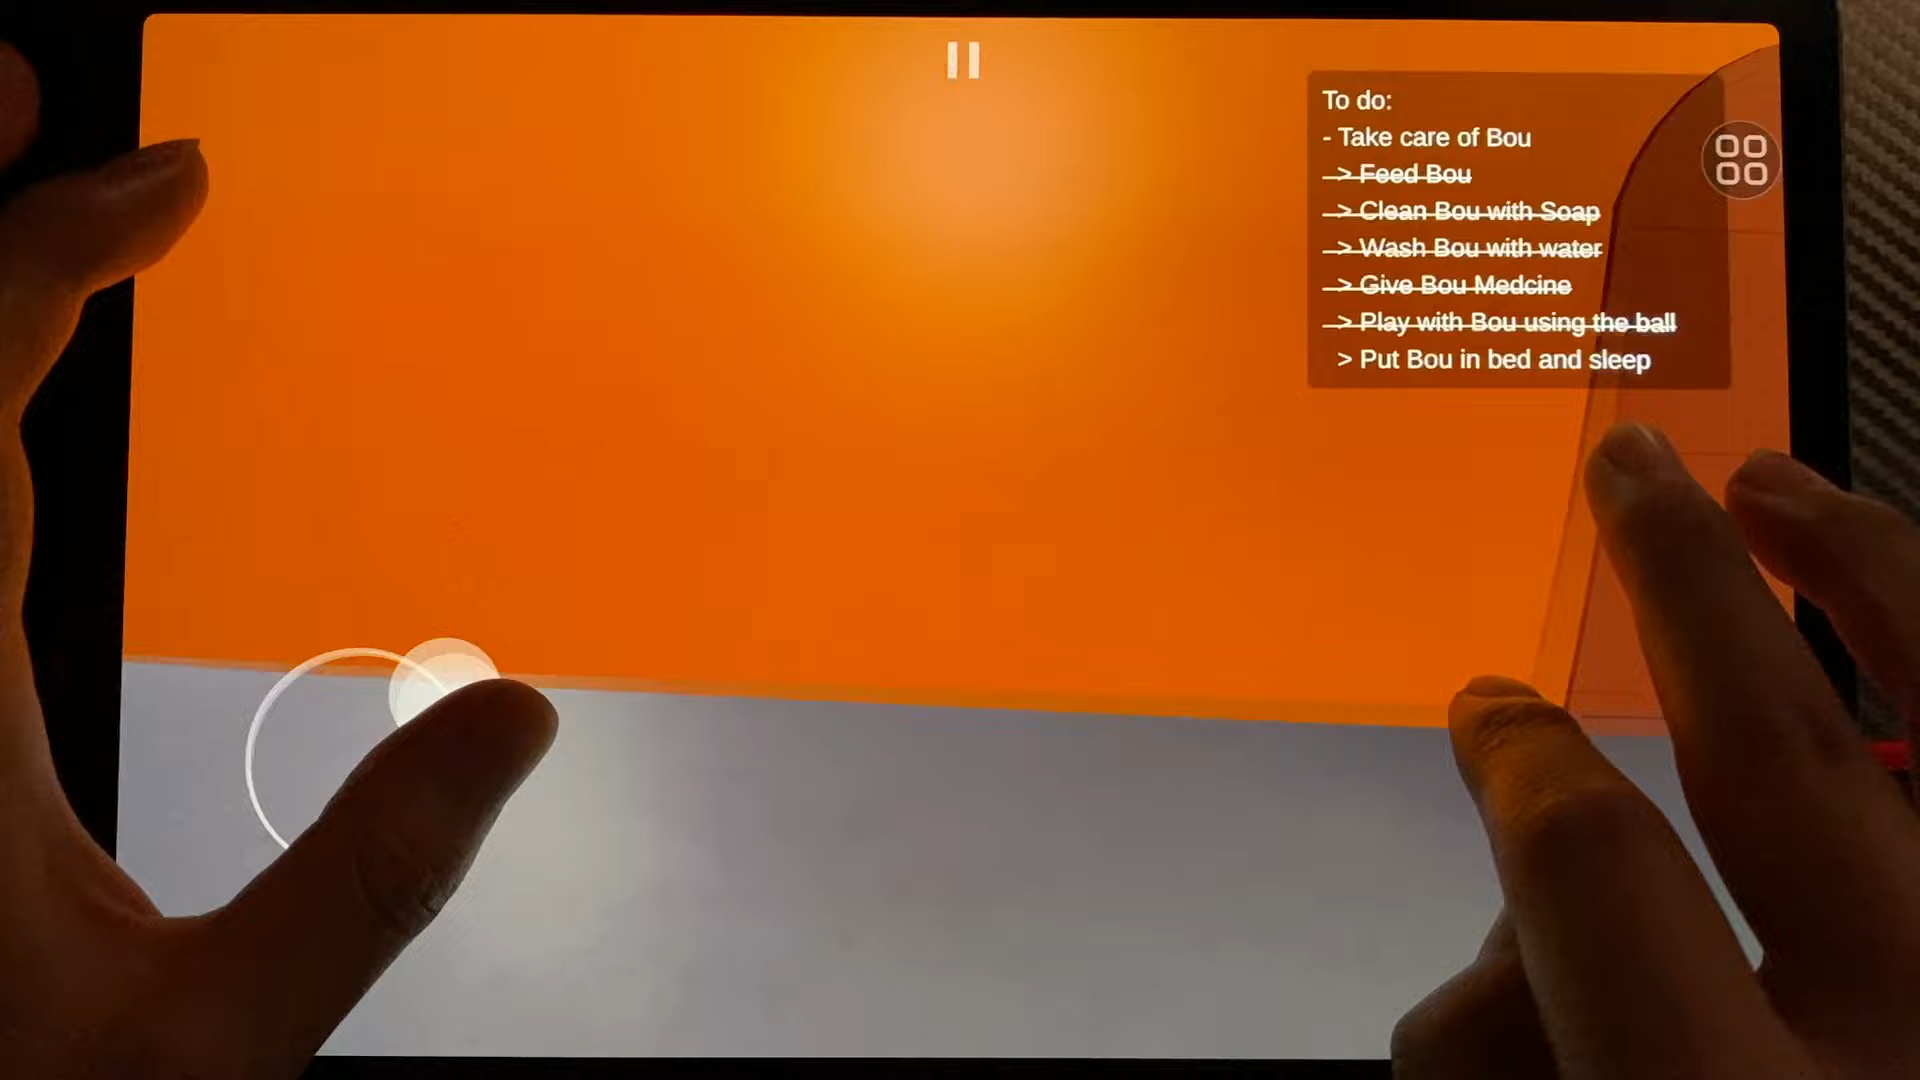 To do:
- Take care of Bou
> Feed Bou
> Clean Bou with Soap
> Wash Bou with water
> Give Bou Medcine
> Play with Bou using the ball
> Put Bou in bed and sleep